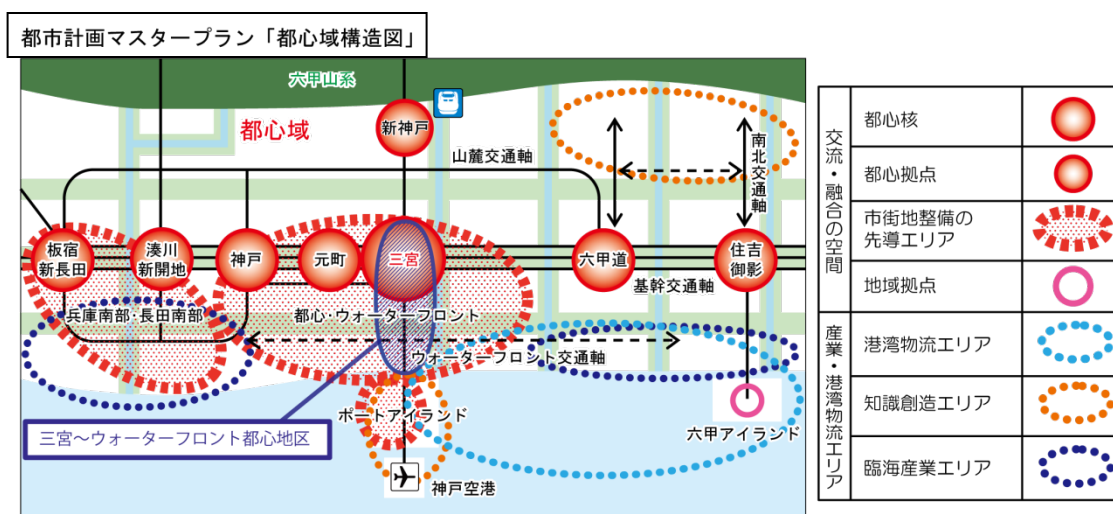 都市計画マスタープラン「都心域構造図」
六甲山系
都心域
新神戸
山麓交通軸
南北交通軸
板宿
新長田
湊川
新開地
神戸
元町
三宮
六甲道
住吉
御影
基幹交通軸
兵庫南部・長田南部
都心・ウォーターフロント
ウォーターフロント交通軸
ポートアイランド
六甲アイランド
三宮～ウォーターフロント都心地区
神戸空港
交流・融合の空間
都心核
都心拠点
市街地整備の
先導エリア
地域拠点
産業・港湾物流エリア
港湾物流エリア
知識創造エリア
臨海産業エリア